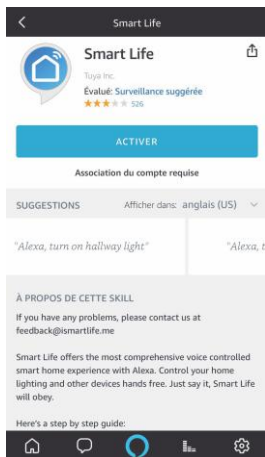 Smart Life
Smart Life
Tuya Inc.
Évalué: Surveillance suggérée
526
ACTIVER
Association du compte requise
SUGGESTIONS Afficher dans: anglais (US)
"Alexa, turn on hallway light" "Alexa, t
À PROPOS DE CETTE SKILL
If you have any problems, please contact us at
feedback@ismartlife.me
Smart Life offers the most comprehensive voice controlled
smart home experience with Alexa. Control your home
lighting and other devices hands free. Just say it, Smart Life
will obey.
Here's a step by step guide: